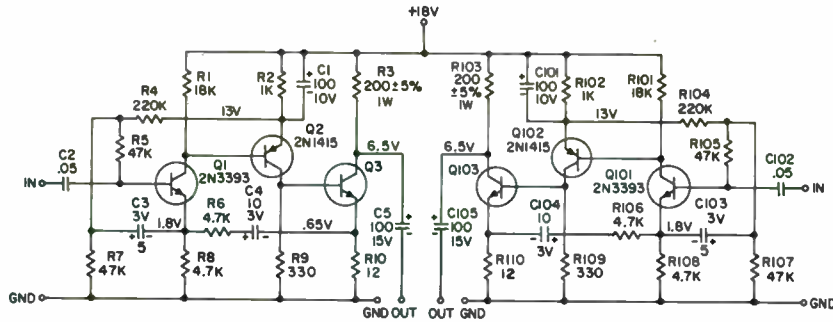 +18V
R1
18K
R2
1K
C1
100
10V
+
-
R3
200±5%
1W
R103
200
±5%
1W
C101
100
10V
+
-
R102
1K
R101
18K
R104
220K
R4
220K
13V
13V
R5
47K
Q2
2N1415
6.5V
6.5V
Q102
2N1415
R105
47K
C2
.05
IN
Q1
2N3393
Q3
Q103
Q101
2N3393
C102
.05
IN
C3
3V
+
-
5
1.8V
R6
4.7K
C4
10
3V
+
-
.65V
C5
100
15V
+
-
C105
100
15V
+
-
C104
10
-
+
3V
R106
4.7K
1.8V
C103
3V
-
+
5
R7
47K
R8
4.7K
R9
330
R10
12
R110
12
R109
330
R108
4.7K
R107
47K
GND
GND
OUT
OUT
GND
GND